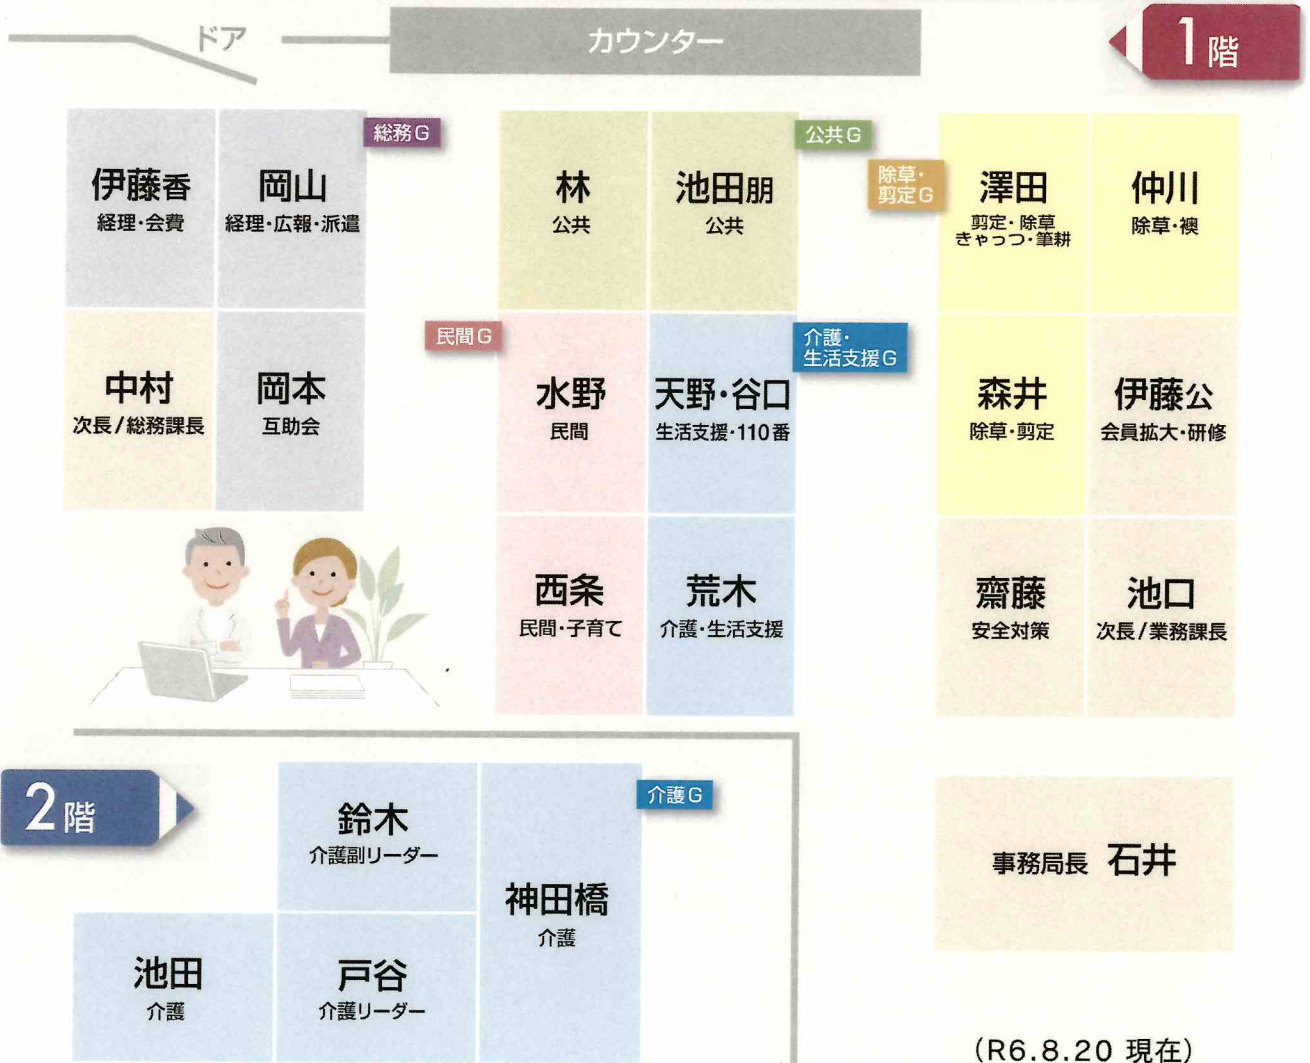 ドア
カウンター
1階
総務G
伊藤香
経理・会費
岡山
経理・広報・派遣
中村
次長/総務課長
岡本
互助会
公共G
林
公共
池田朋
公共
民間G
水野
民間
介護・
生活支援G
天野・谷口
生活支援・110番
西条
民間・子育て
荒木
介護・生活支援
除草・
剪定G
澤田
剪定・除草
きゃっつ・筆耕
仲川
除草・襖
森井
除草・剪定
伊藤公
会員拡大・研修
齋藤
安全対策
池口
次長/業務課長
事務局長 石井
2階
介護G
鈴木
介護副リーダー
神田橋
介護
池田
介護
戸谷
介護リーダー
(R6.8.20 現在)